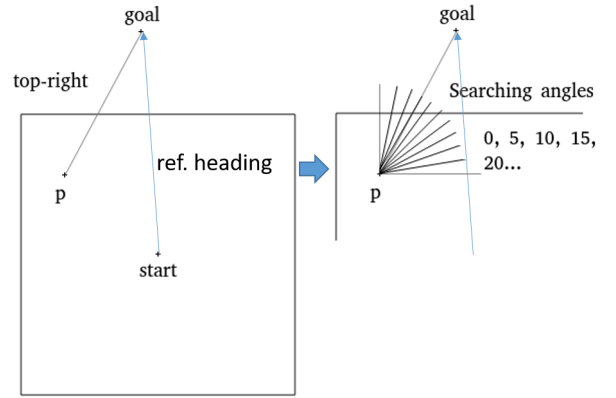 goal
top-right
ref. heading
p
start
goal
Searching angles
0, 5, 10, 15,
20...
p